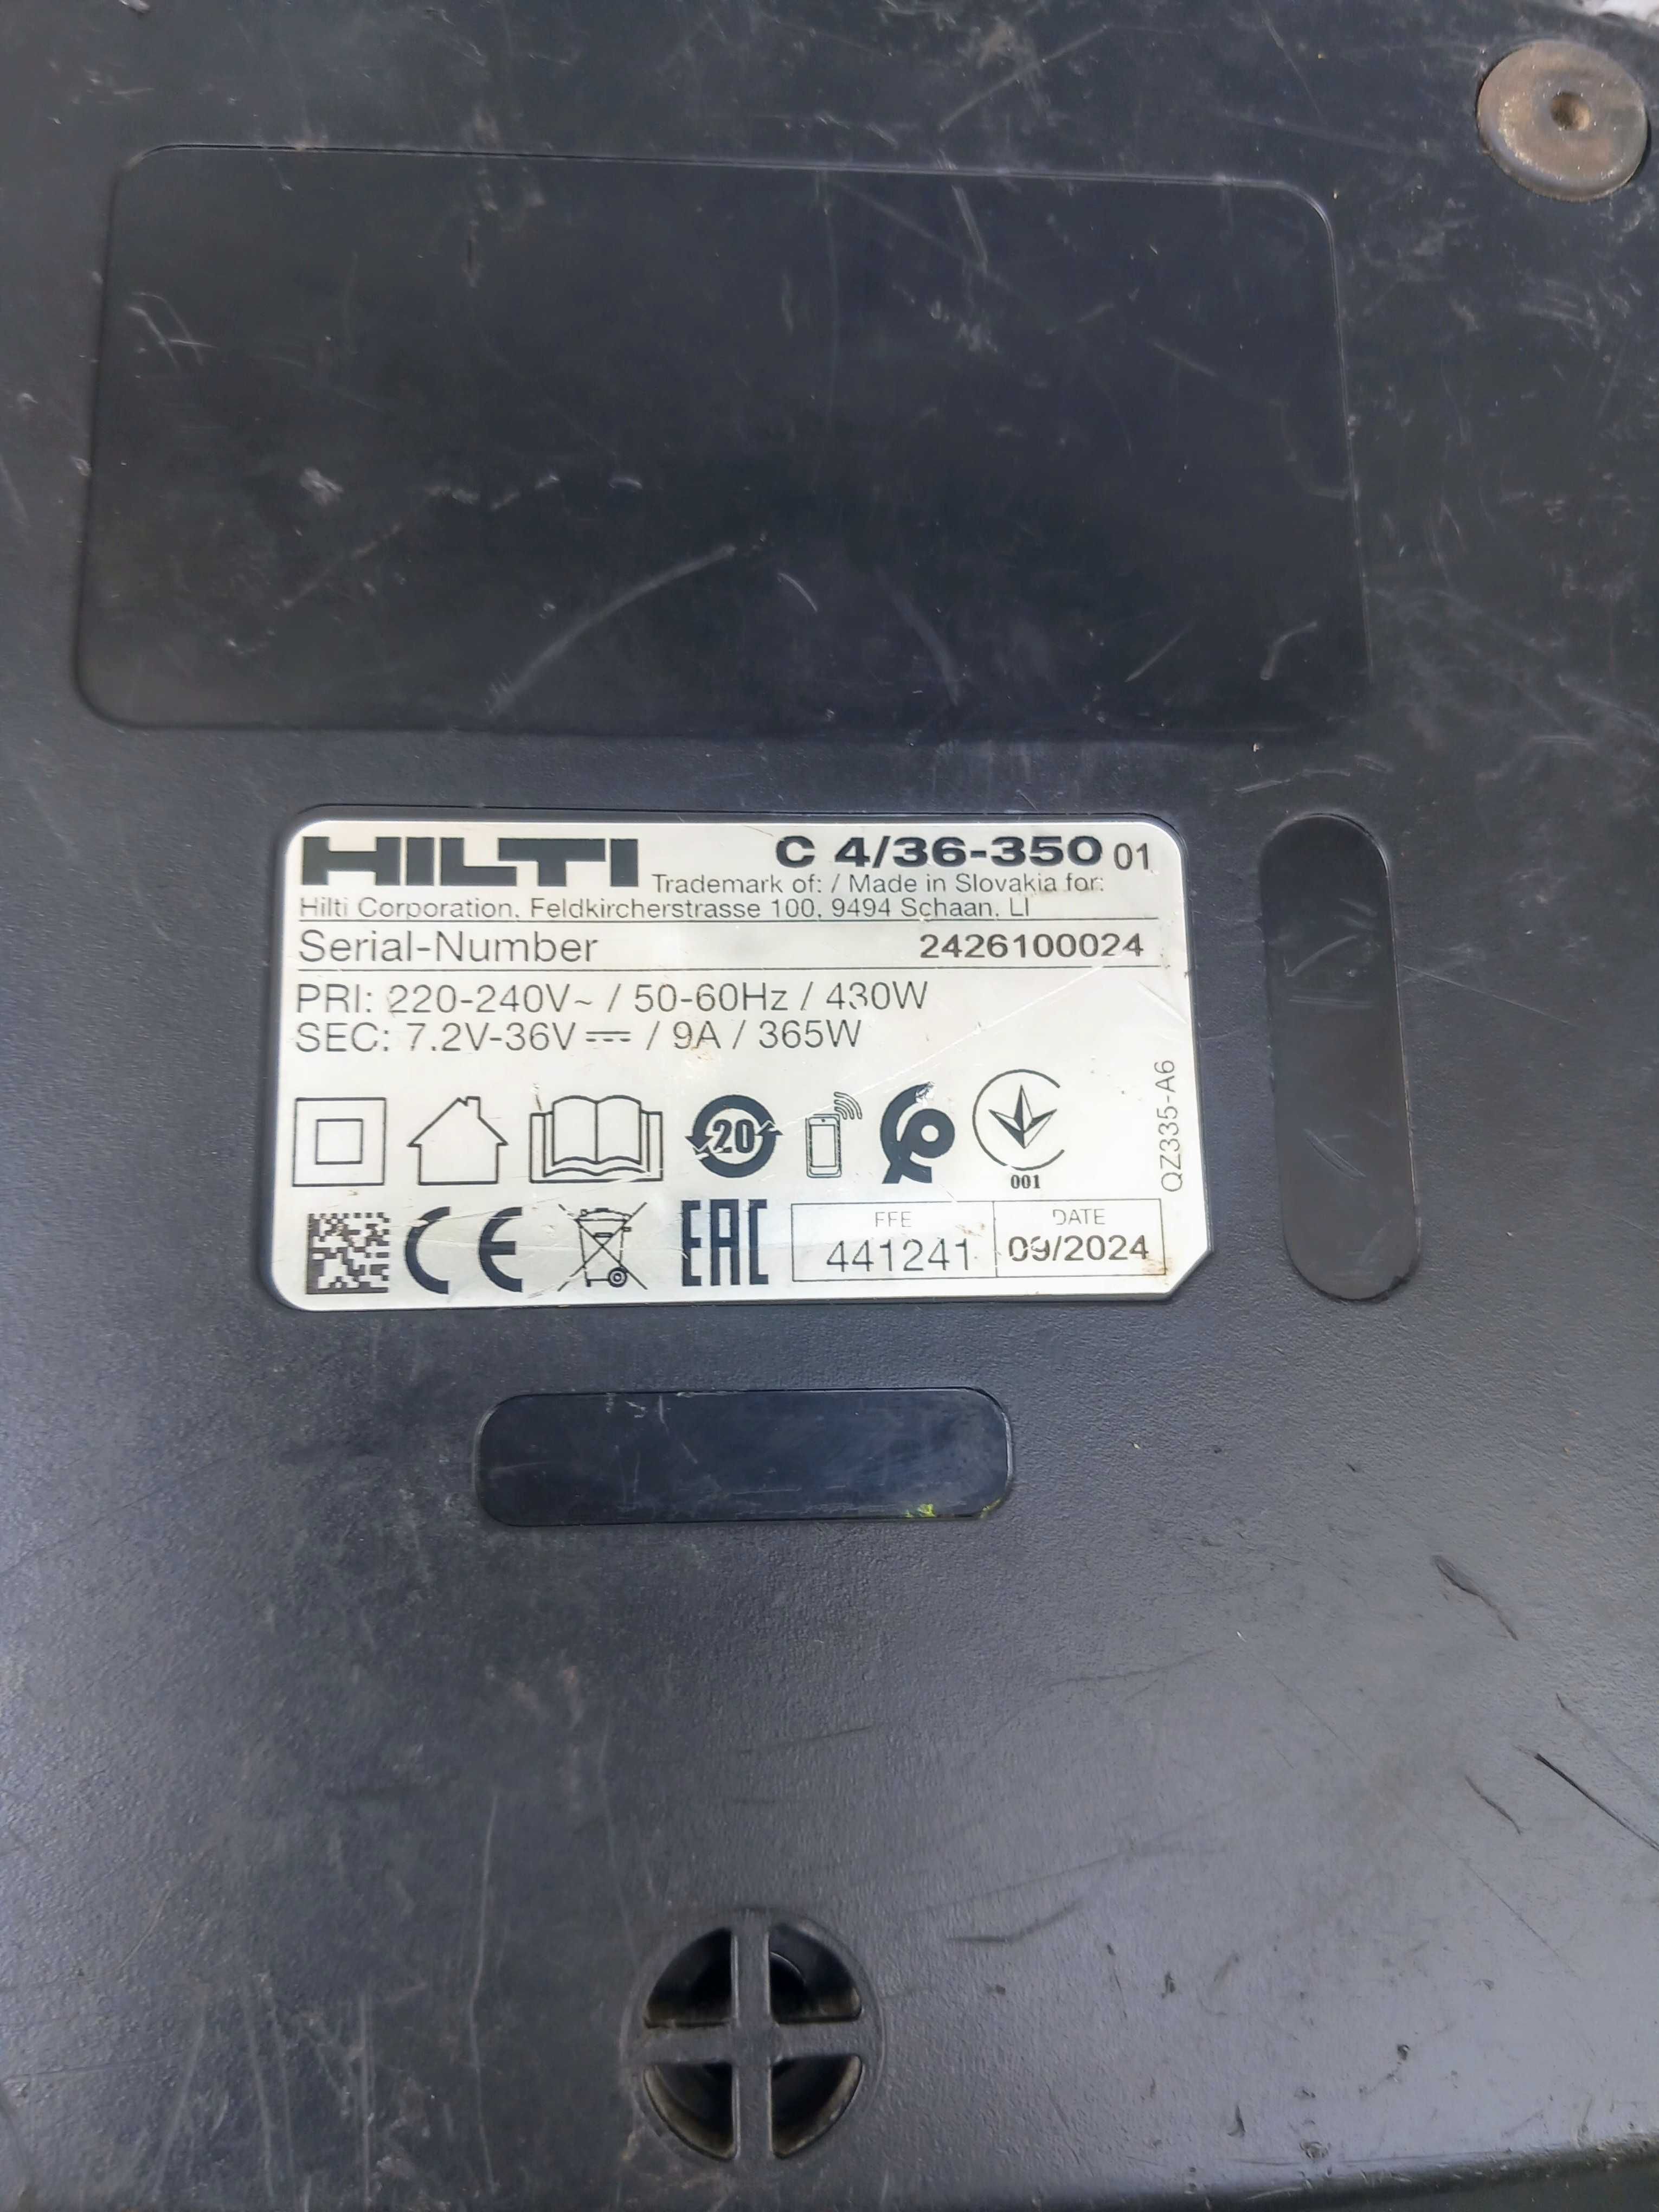 HILTI C 4/36-350 01
Trademark of: / Made in Slovakia for:
Hilti Corporation, Feldkircherstrasse 100, 9494 Schaan, LI
Serial-Number 2426100024
PRI: 220-240V~ / 50-60Hz / 430W
SEC: 7.2V-36V⎓ / 9A / 365W
20
001
QZ335-A6
CE
EAC
FFE
441241
DATE
09/2024